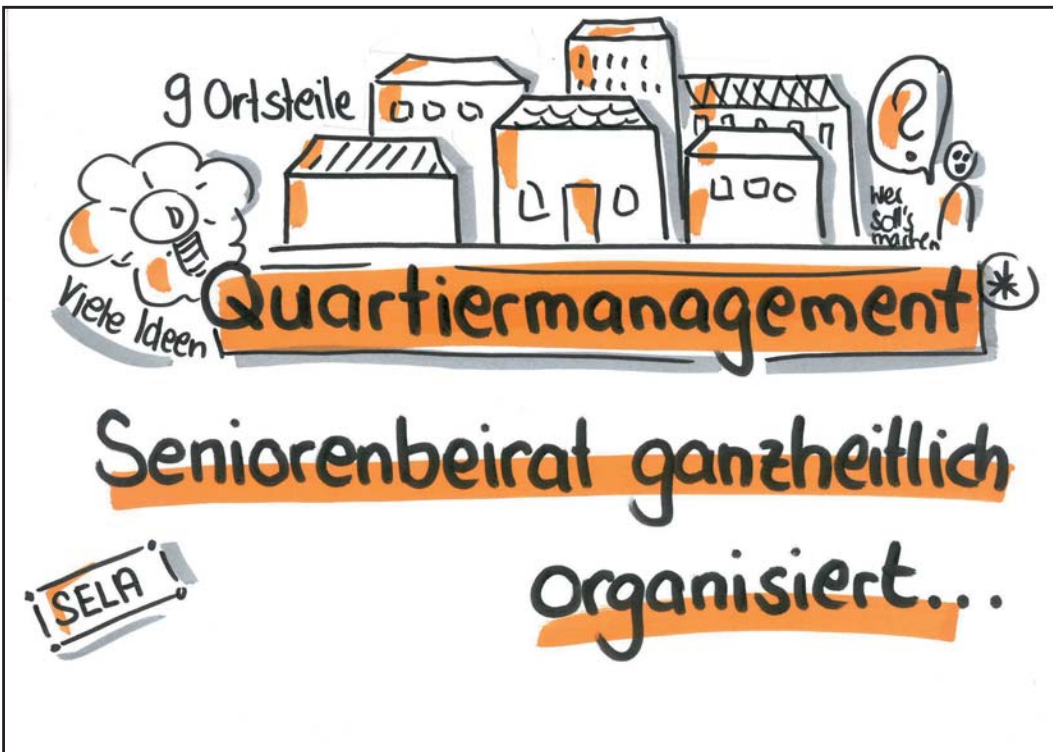 9 Ortsteile
?
Wer
soll's
machen
Viele Ideen
Quartiermanagement*
Seniorenbeirat ganzheitlich
organisiert...
SELA